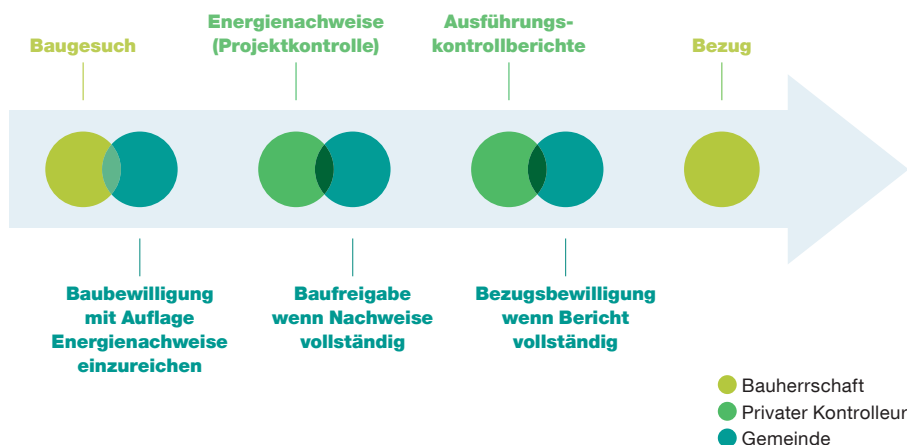 Baugesuch
Energienachweise
(Projektkontrolle)
Ausführungs-
kontrollberichte
Bezug
Baubewilligung
mit Auflage
Energienachweise
einzureichen
Baufreigabe
wenn Nachweise
vollständig
Bezugsbewilligung
wenn Bericht
vollständig
Bauherrschaft
Privater Kontrolleur
Gemeinde